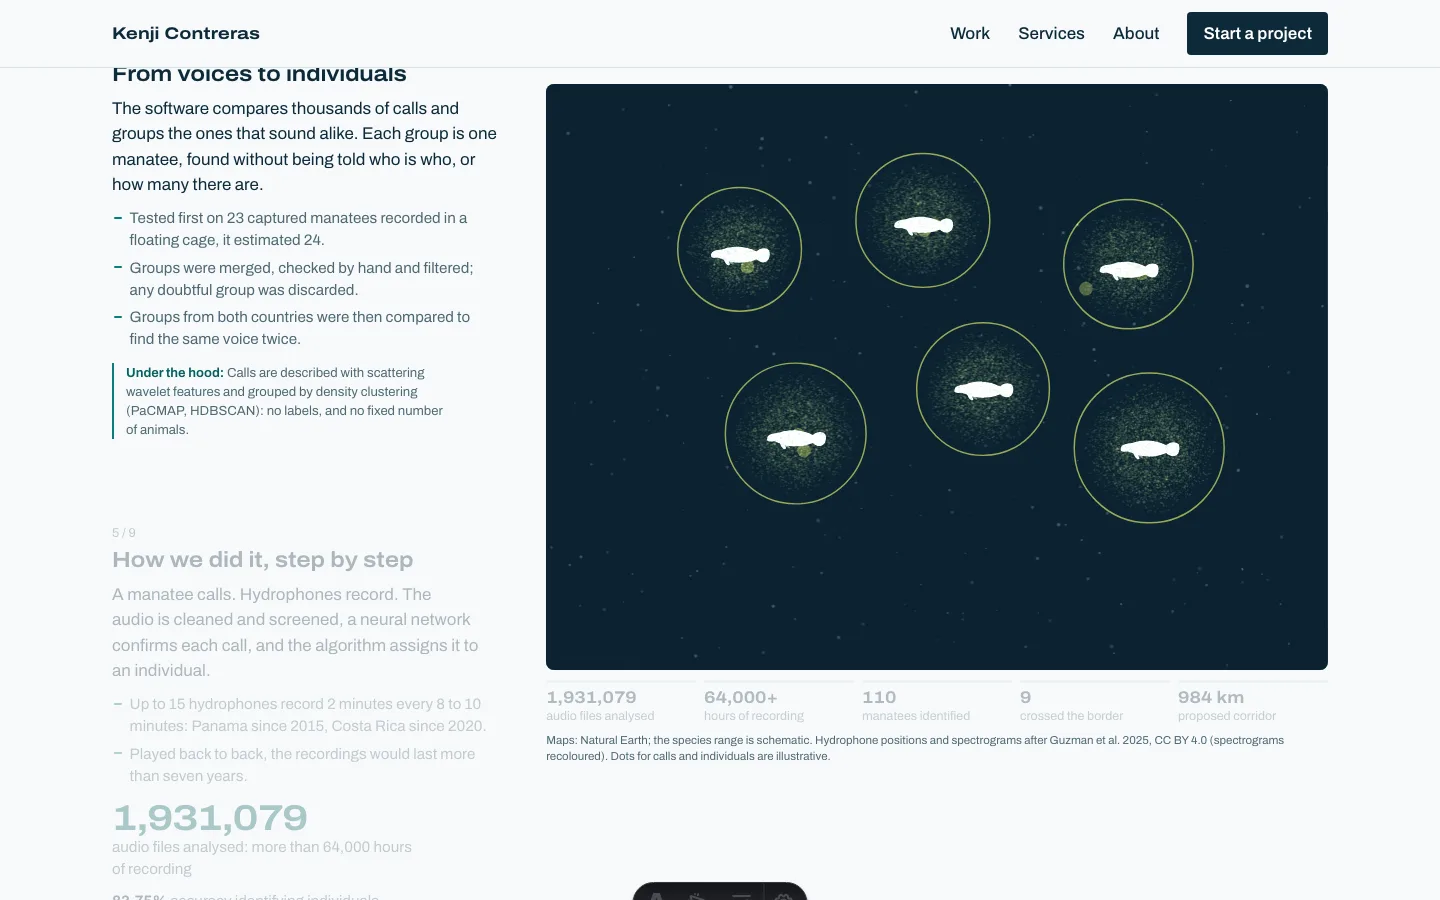 Kenji Contreras
Work
Services
About
Start a project
From voices to individuals
The software compares thousands of calls and
groups the ones that sound alike. Each group is one
manatee, found without being told who is who, or
how many there are.
Tested first on 23 captured manatees recorded in a
floating cage, it estimated 24.
Groups were merged, checked by hand and filtered;
any doubtful group was discarded.
Groups from both countries were then compared to
find the same voice twice.
Under the hood: Calls are described with scattering
wavelet features and grouped by density clustering
(PaCMAP, HDBSCAN): no labels, and no fixed number
of animals.
5 / 9
How we did it, step by step
A manatee calls. Hydrophones record. The
audio is cleaned and screened, a neural network
confirms each call, and the algorithm assigns it to
an individual.
Up to 15 hydrophones record 2 minutes every 8 to 10
minutes: Panama since 2015, Costa Rica since 2020.
Played back to back, the recordings would last more
than seven years.
1,931,079
audio files analysed: more than 64,000 hours
of recording
1,931,079
audio files analysed
64,000+
hours of recording
110
manatees identified
9
crossed the border
984 km
proposed corridor
Maps: Natural Earth; the species range is schematic. Hydrophone positions and spectrograms after Guzman et al. 2025, CC BY 4.0 (spectrograms
recoloured). Dots for calls and individuals are illustrative.